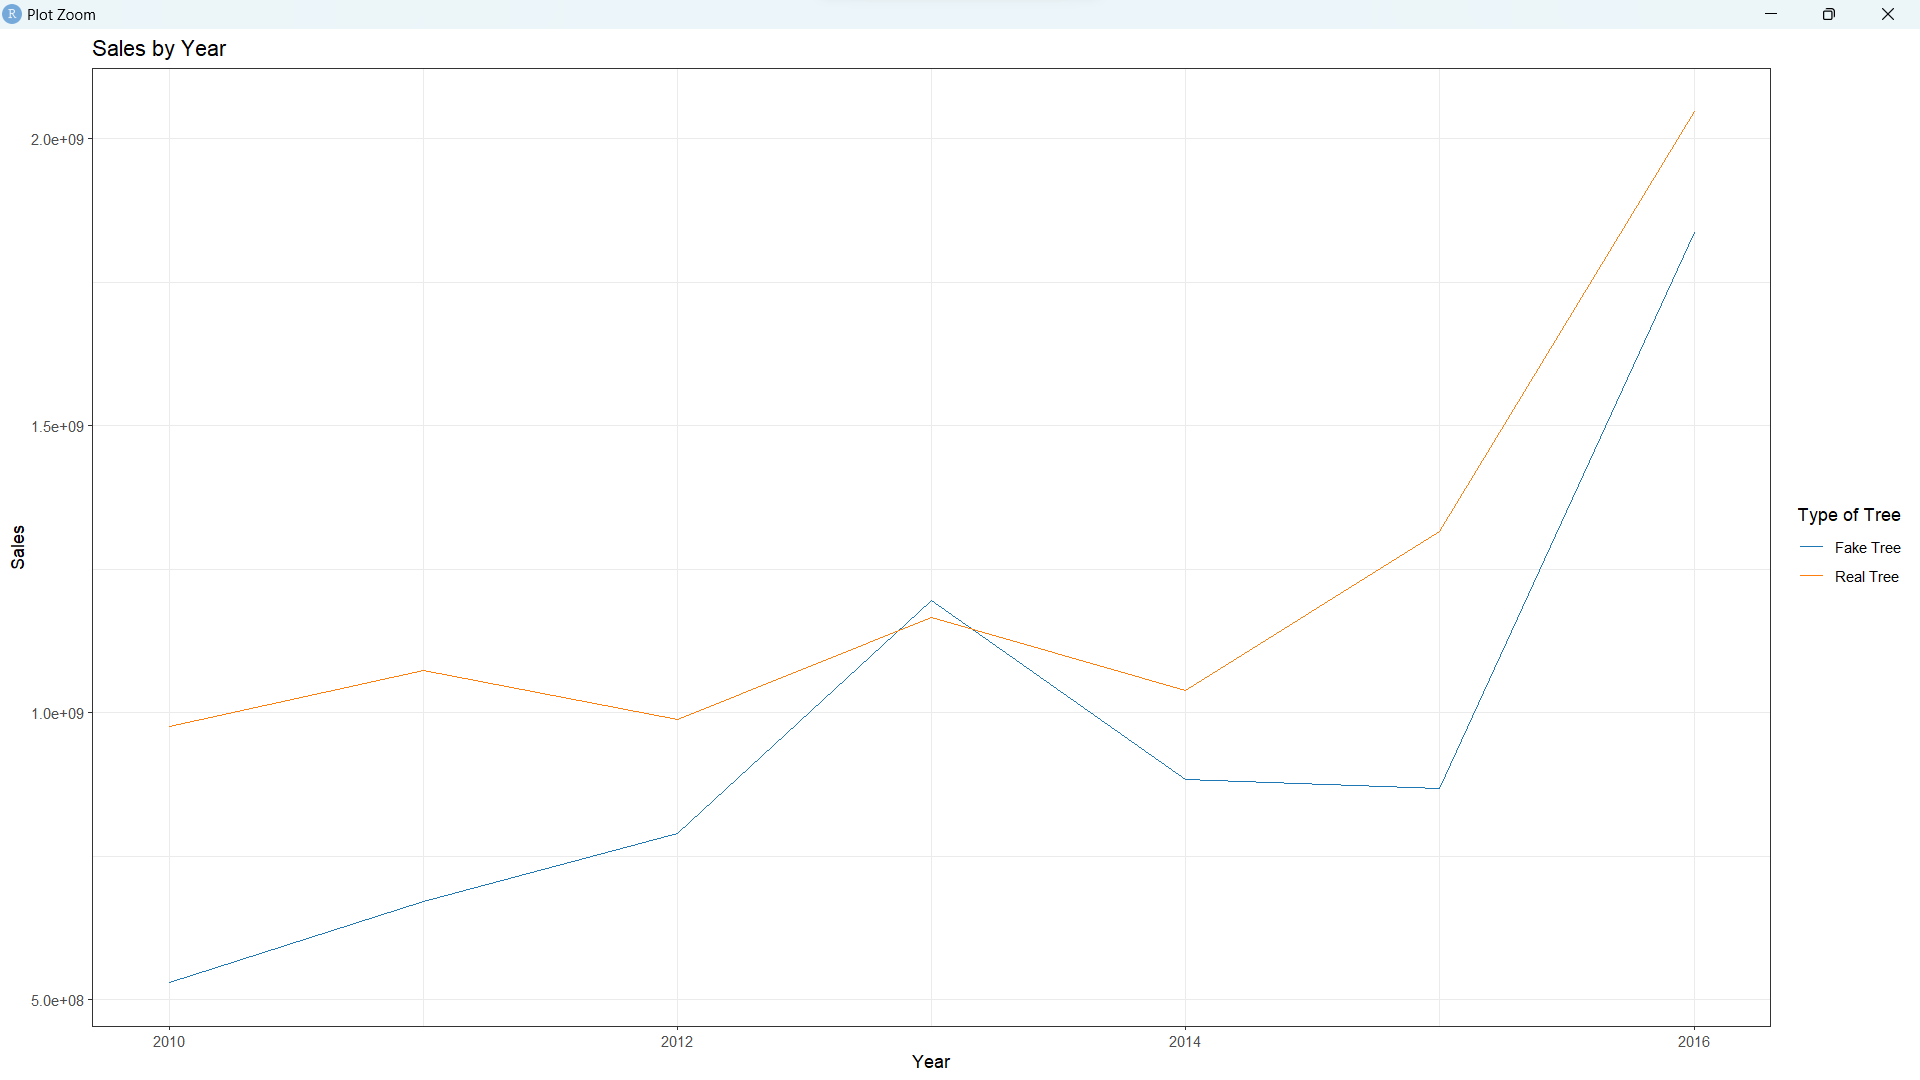 R Plot Zoom
Sales by Year
2.0e+09
1.5e+09
1.0e+09
5.0e+08
Sales
2010 2012 2014 2016
Year
Type of Tree
Fake Tree
Real Tree